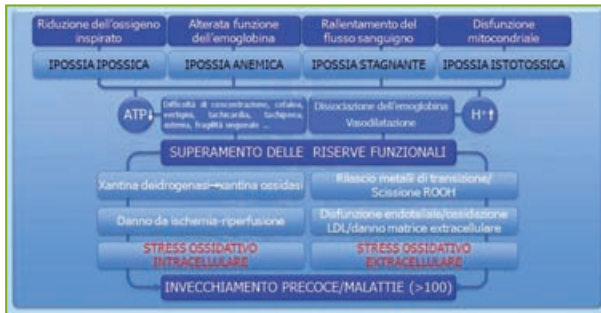 Riduzione dell'ossigeno
inspirato
Alterata funzione
dell'emoglobina
Rallentamento del
flusso sanguigno
Disfunzione
mitocondriale
IPOSSIA IPOSSICA
IPOSSIA ANEMICA
IPOSSIA STAGNANTE
IPOSSIA ISTOTOSSICA
ATP↓
Difficoltà di concentrazione, cefalea,
vertigini, tachicardia, tachipnea,
astenia, fragilità ungueale ...
Dissociazione dell'emoglobina
Vasodilatazione
H⁺↑
SUPERAMENTO DELLE RISERVE FUNZIONALI
Xantina deidrogenasi→xantina ossidasi
Rilascio metalli di transizione/
Scissione ROOH
Danno da ischemia-riperfusione
Disfunzione endoteliale/ossidazione
LDL/danno matrice extracellulare
STRESS OSSIDATIVO
INTRACELLULARE
STRESS OSSIDATIVO
EXTRACELLULARE
INVECCHIAMENTO PRECOCE/MALATTIE (>100)